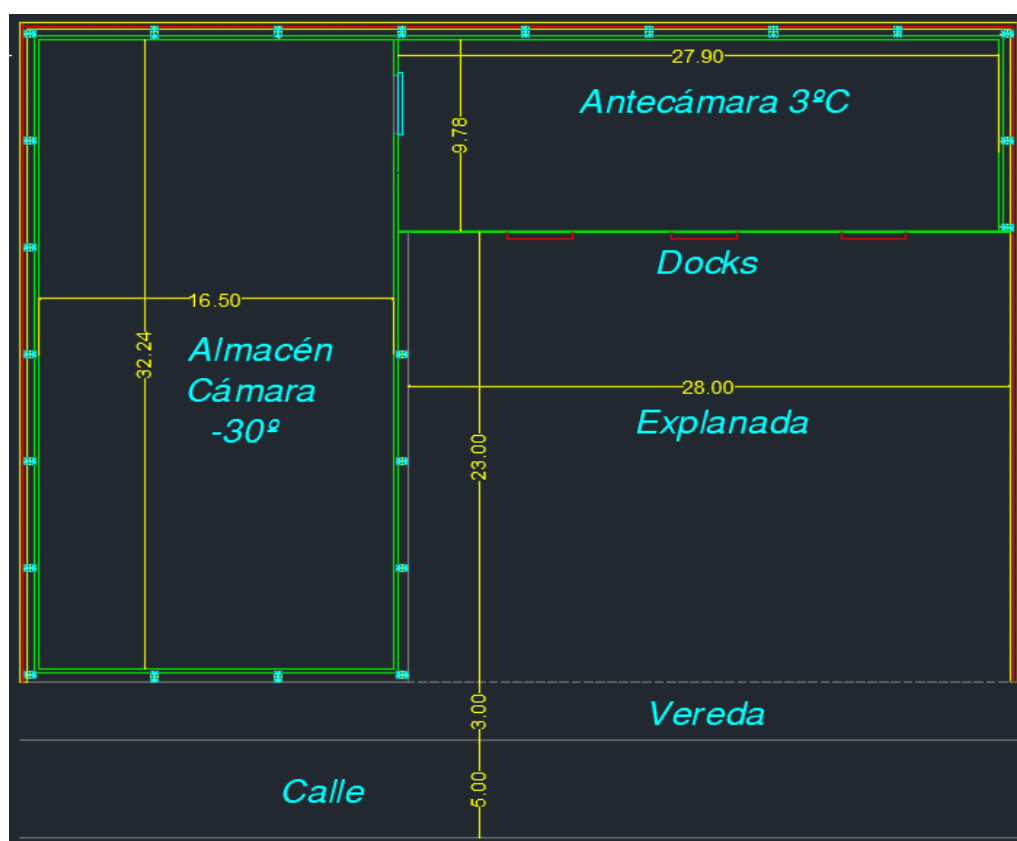 27.90
Antecámara 3ºC
9.78
Docks
16.50
32.24
Almacén
Cámara
-30º
28.00
Explanada
23.00
Vereda
3.00
Calle
5.00